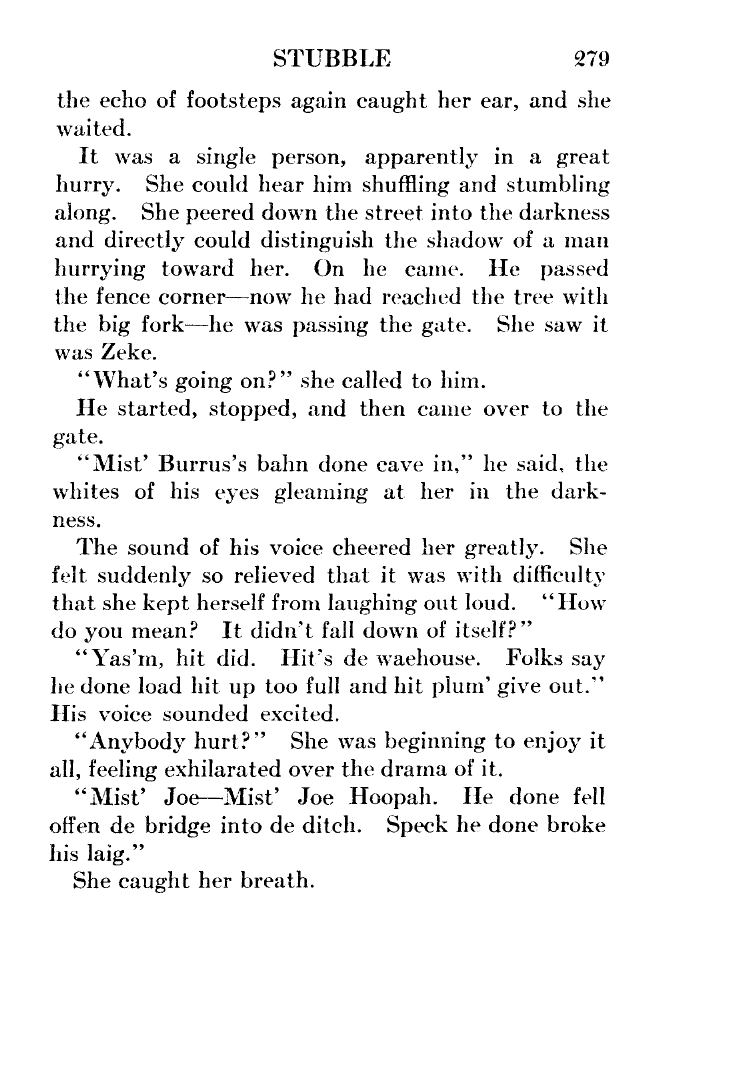 STUBBLE 279
the echo of footsteps again caught her ear, and she
waited.
It was a single person, apparently in a great
hurry. She could hear him shuffling and stumbling
along. She peered down the street into the darkness
and directly could distinguish the shadow of a man
hurrying toward her. On he came. He passed
the fence corner—now he had reached the tree with
the big fork—he was passing the gate. She saw it
was Zeke.
“What's going on?” she called to him.
He started, stopped, and then came over to the
gate.
“Mist' Burrus's bahn done cave in,” he said, the
whites of his eyes gleaming at her in the dark-
ness.
The sound of his voice cheered her greatly. She
felt suddenly so relieved that it was with difficulty
that she kept herself from laughing out loud. “How
do you mean? It didn't fall down of itself?”
“Yas'm, hit did. Hit's de waehouse. Folks say
he done load hit up too full and hit plum' give out.”
His voice sounded excited.
“Anybody hurt?” She was beginning to enjoy it
all, feeling exhilarated over the drama of it.
“Mist' Joe—Mist' Joe Hoopah. He done fell
offen de bridge into de ditch. Speck he done broke
his laig.”
She caught her breath.